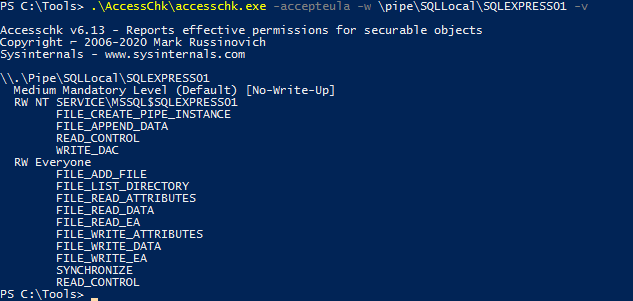 PS C:\Tools> .\AccessChk\accesschk.exe -accepteula -w \pipe\SQLLocal\SQLEXPRESS01 -v
Accesschk v6.13 - Reports effective permissions for securable objects
Copyright ⌐ 2006-2020 Mark Russinovich
Sysinternals - www.sysinternals.com
\\.\Pipe\SQLLocal\SQLEXPRESS01
  Medium Mandatory Level (Default) [No-Write-Up]
  RW NT SERVICE\MSSQL$SQLEXPRESS01
        FILE_CREATE_PIPE_INSTANCE
        FILE_APPEND_DATA
        READ_CONTROL
        WRITE_DAC
  RW Everyone
        FILE_ADD_FILE
        FILE_LIST_DIRECTORY
        FILE_READ_ATTRIBUTES
        FILE_READ_DATA
        FILE_READ_EA
        FILE_WRITE_ATTRIBUTES
        FILE_WRITE_DATA
        FILE_WRITE_EA
        SYNCHRONIZE
        READ_CONTROL
PS C:\Tools>